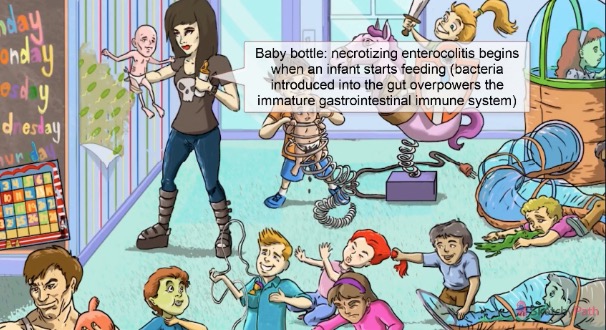 nday
onday
esday
dnesday
Baby bottle: necrotizing enterocolitis begins
when an infant starts feeding (bacteria
introduced into the gut overpowers the
immature gastrointestinal immune system)